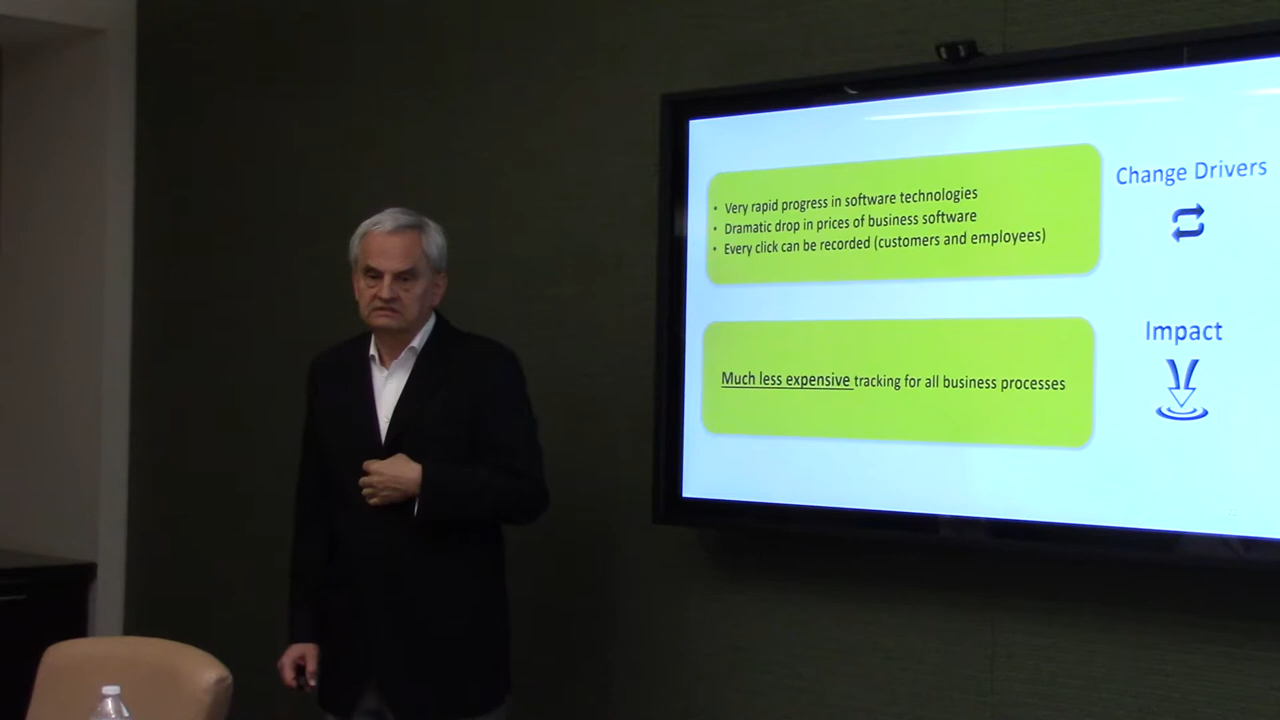 • Very rapid progress in software technologies
• Dramatic drop in prices of business software
• Every click can be recorded (customers and employees)
Change Drivers
Much less expensive tracking for all business processes
Impact